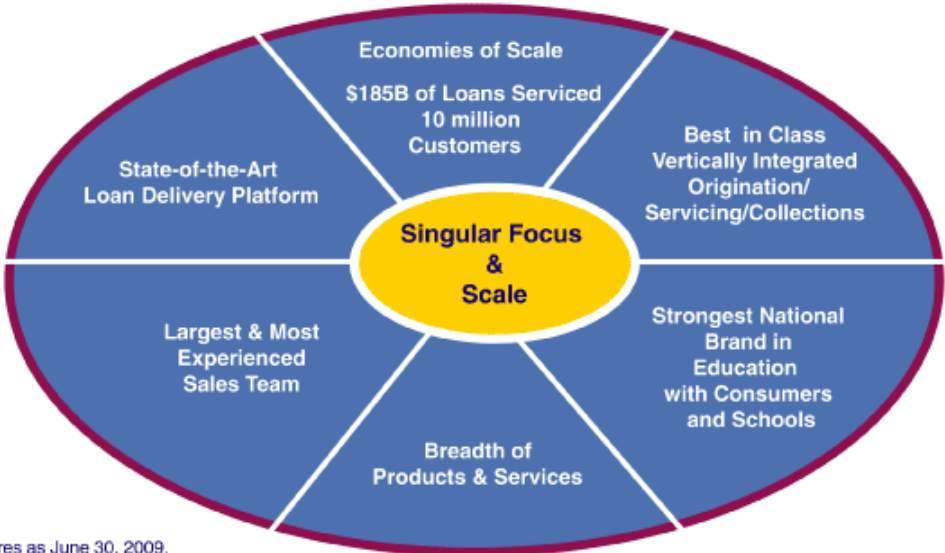 Economies of Scale
$185B of Loans Serviced
10 million
Customers
Best in Class
Vertically Integrated
Origination/
Servicing/Collections
State-of-the-Art
Loan Delivery Platform
Singular Focus
&
Scale
Strongest National
Brand in
Education
with Consumers
and Schools
Largest & Most
Experienced
Sales Team
Breadth of
Products & Services
as June 30, 2009.